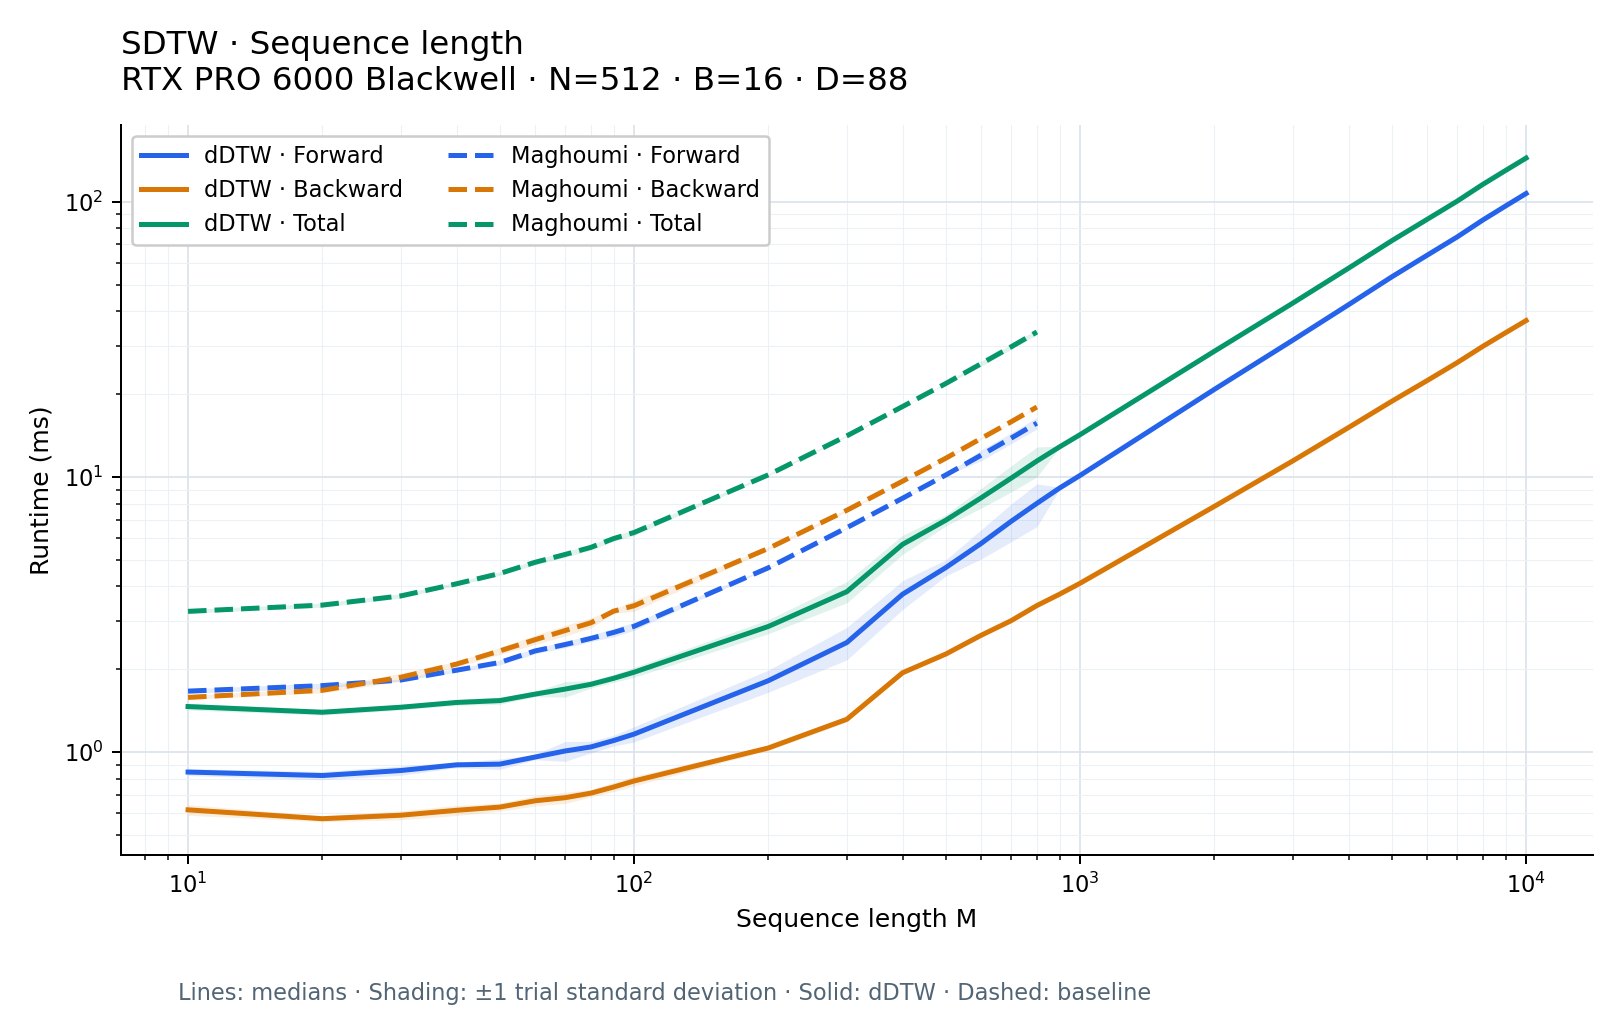 SDTW · Sequence length
RTX PRO 6000 Blackwell · N=512 · B=16 · D=88
dDTW · Forward
dDTW · Backward
dDTW · Total
Maghoumi · Forward
Maghoumi · Backward
Maghoumi · Total
Runtime (ms)
10²
10¹
10⁰
10¹ 10² 10³ 10⁴
Sequence length M
Lines: medians · Shading: ±1 trial standard deviation · Solid: dDTW · Dashed: baseline